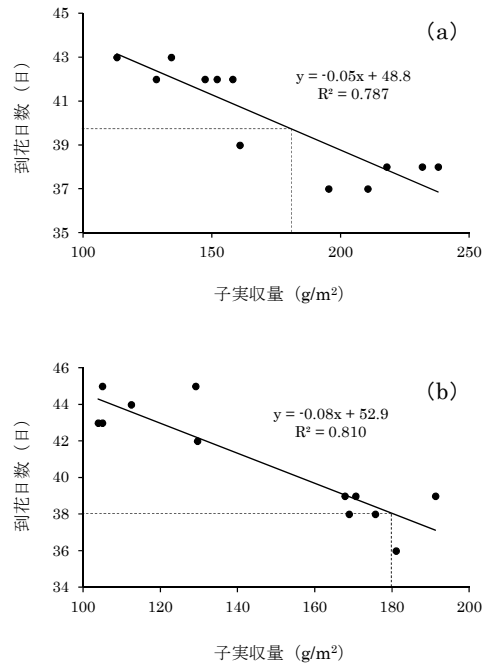 (a)
43
41
39
37
35
到花日数（日）
y = -0.05x + 48.8
R² = 0.787
100 150 200 250
子実収量（g/m²）
(b)
46
44
42
40
38
36
34
到花日数（日）
y = -0.08x + 52.9
R² = 0.810
100 120 140 160 180 200
子実収量（g/m²）